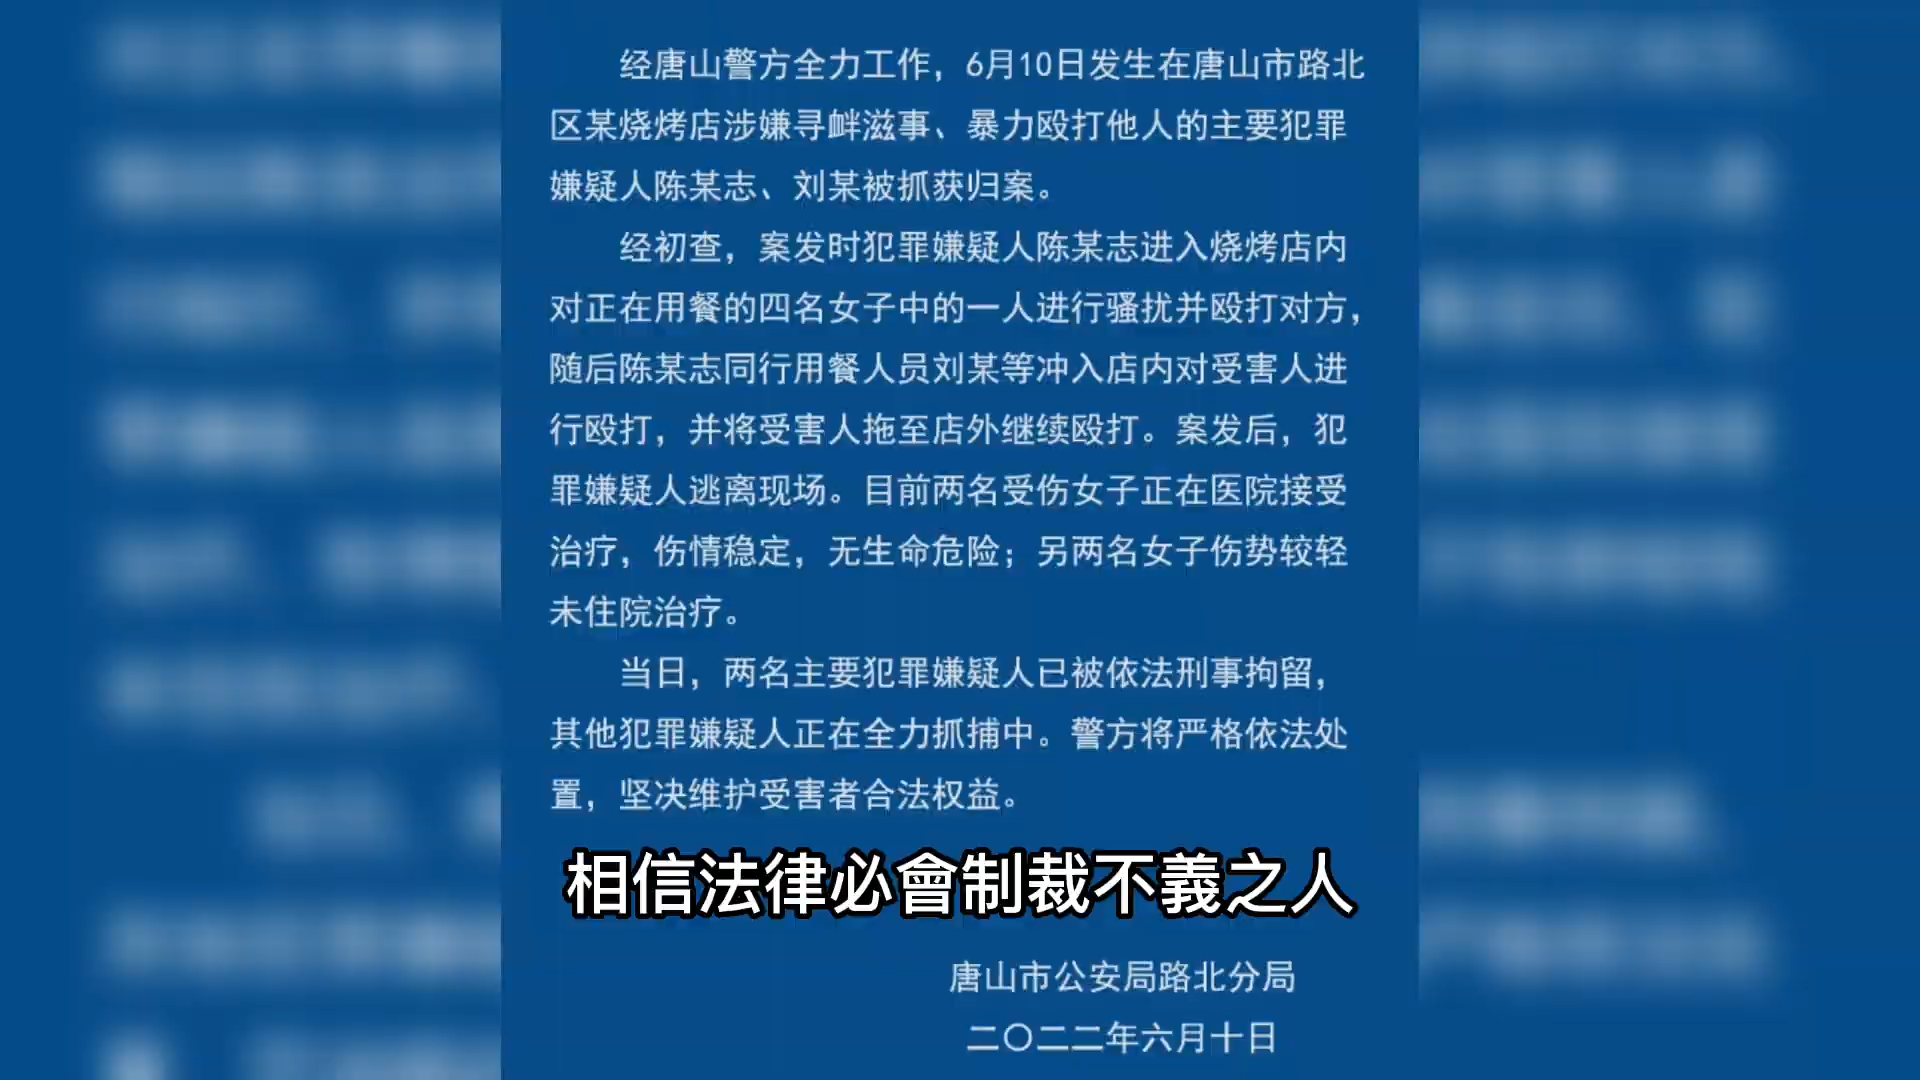 经唐山警方全力工作，6月10日发生在唐山市路北
区某烧烤店涉嫌寻衅滋事、暴力殴打他人的主要犯罪
嫌疑人陈某志、刘某被抓获归案。
经初查，案发时犯罪嫌疑人陈某志进入烧烤店内
对正在用餐的四名女子中的一人进行骚扰并殴打对方，
随后陈某志同行用餐人员刘某等冲入店内对受害人进
行殴打，并将受害人拖至店外继续殴打。案发后，犯
罪嫌疑人逃离现场。目前两名受伤女子正在医院接受
治疗，伤情稳定，无生命危险；另两名女子伤势较轻
未住院治疗。
当日，两名主要犯罪嫌疑人已被依法刑事拘留，
其他犯罪嫌疑人正在全力抓捕中。警方将严格依法处
置，坚决维护受害者合法权益。
相信法律必會制裁不義之人
唐山市公安局路北分局
二〇二二年六月十日